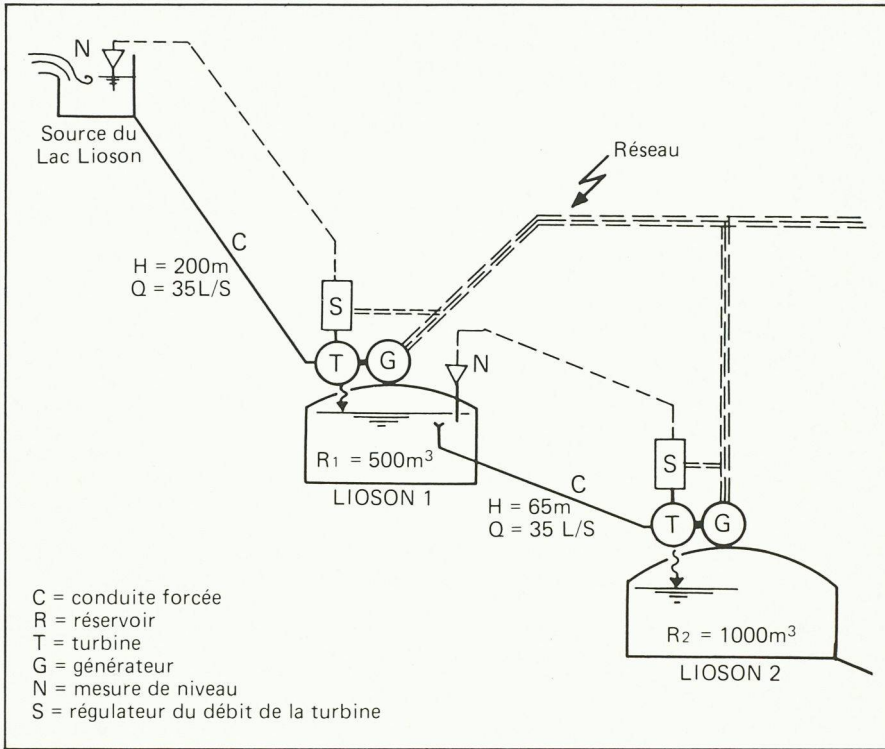 N
Source du
Lac Lioson
Réseau
C
H = 200m
Q = 35L/S
S
T
G
N
R1 = 500m³
LIOSON 1
C
H = 65m
Q = 35 L/S
S
T
G
R2 = 1000m³
LIOSON 2
C = conduite forcée
R = réservoir
T = turbine
G = générateur
N = mesure de niveau
S = régulateur du débit de la turbine